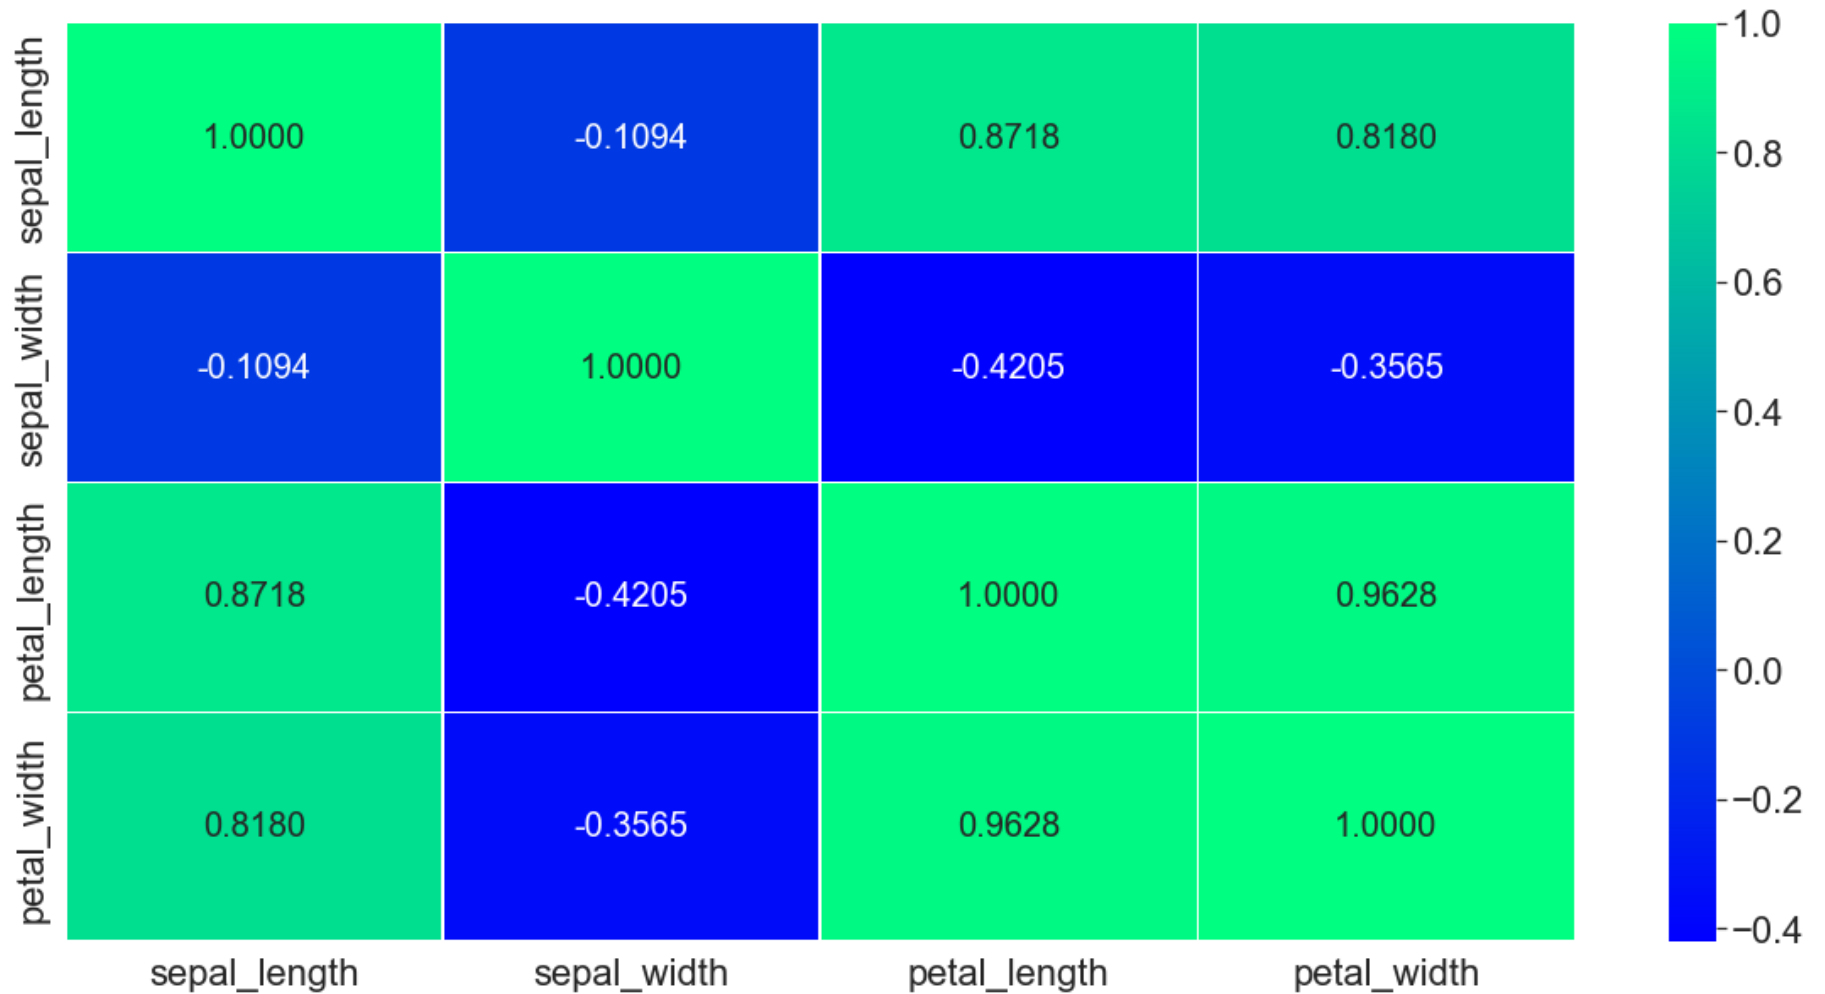 sepal_length 1.0000 -0.1094 0.8718 0.8180
sepal_width -0.1094 1.0000 -0.4205 -0.3565
petal_length 0.8718 -0.4205 1.0000 0.9628
petal_width 0.8180 -0.3565 0.9628 1.0000
sepal_length sepal_width petal_length petal_width
1.0
0.8
0.6
0.4
0.2
0.0
−0.2
−0.4